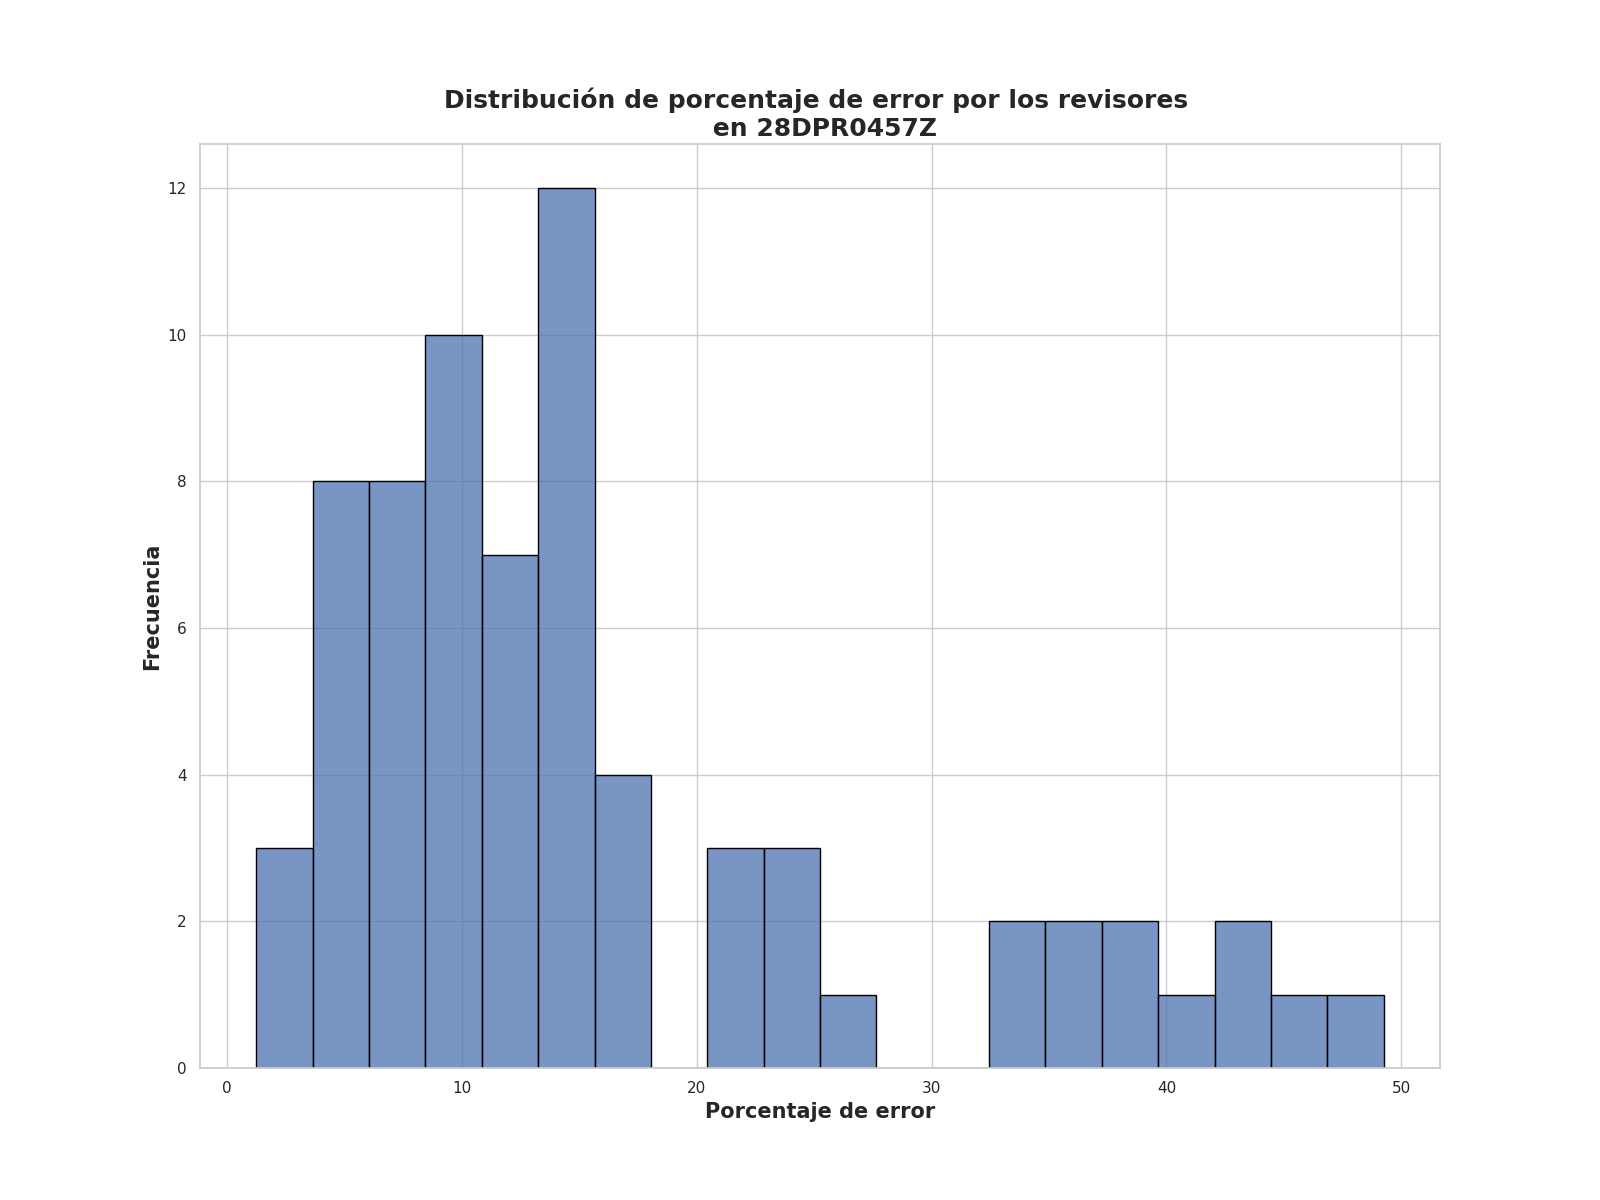 Distribución de porcentaje de error por los revisores
en 28DPR0457Z
12
10
8
6
4
2
0
Frecuencia
0 10 20 30 40 50
Porcentaje de error